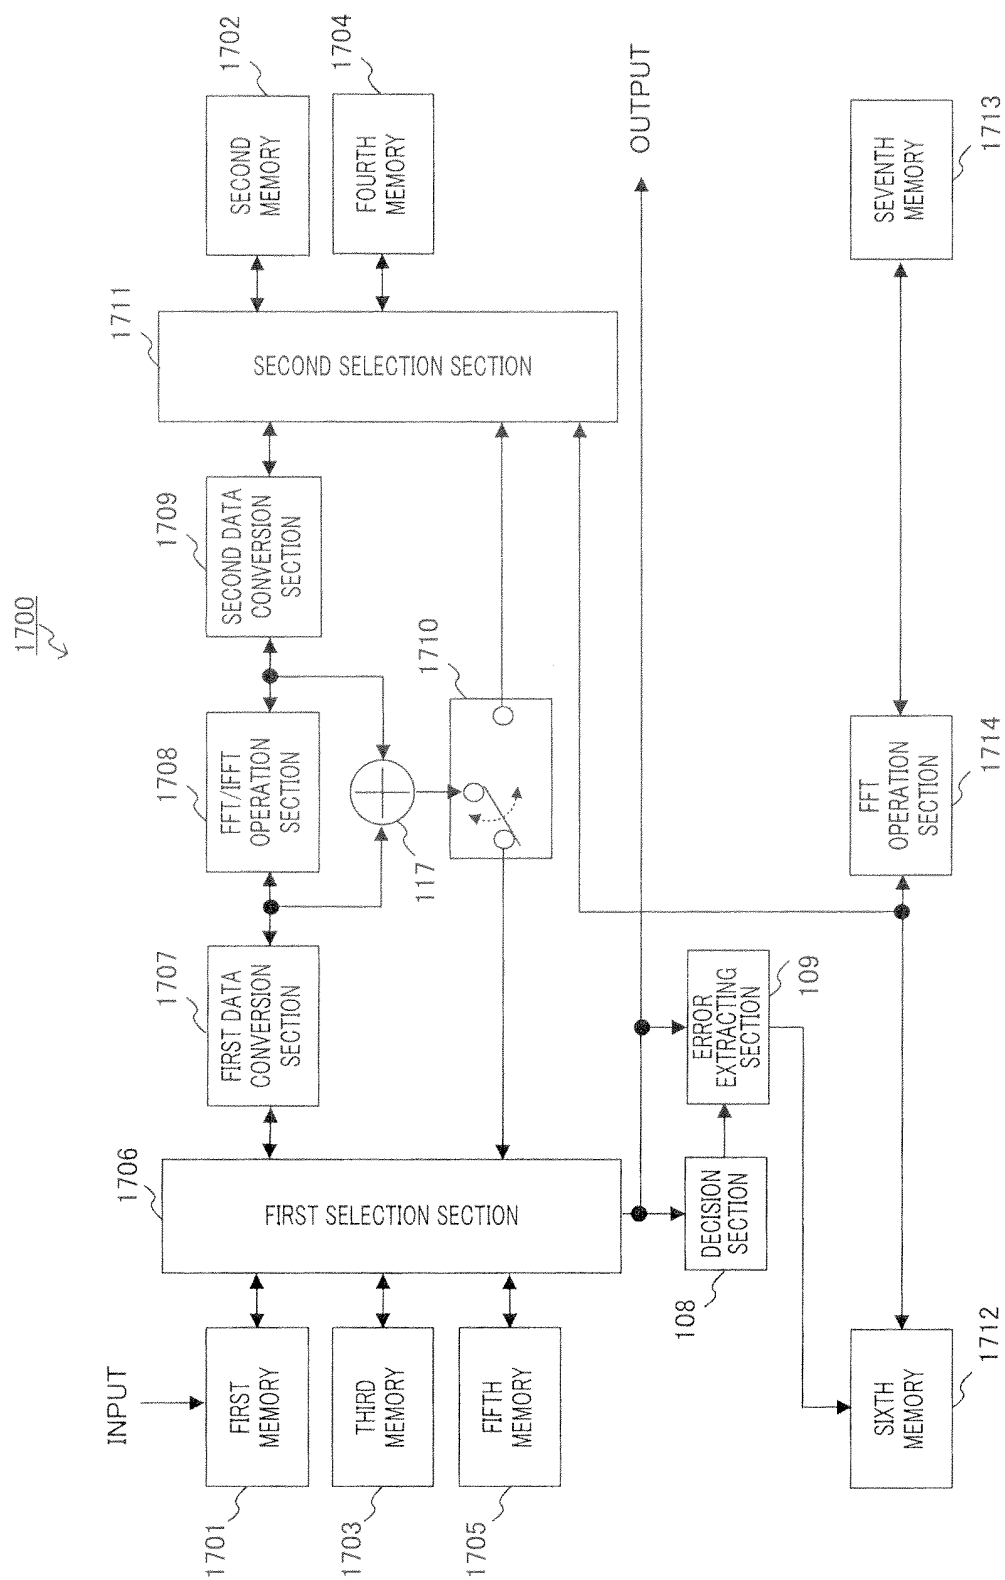 1700
INPUT
FIRST
MEMORY
1701
THIRD
MEMORY
1703
FIFTH
MEMORY
1705
1706
FIRST SELECTION SECTION
1707
FIRST DATA
CONVERSION
SECTION
1708
FFT/IFFT
OPERATION
SECTION
117
1709
SECOND DATA
CONVERSION
SECTION
1710
1711
SECOND SELECTION SECTION
SECOND
MEMORY
1702
FOURTH
MEMORY
1704
OUTPUT
DECISION
SECTION
108
ERROR
EXTRACTING
SECTION
109
SIXTH
MEMORY
1712
FFT
OPERATION
SECTION
1714
SEVENTH
MEMORY
1713